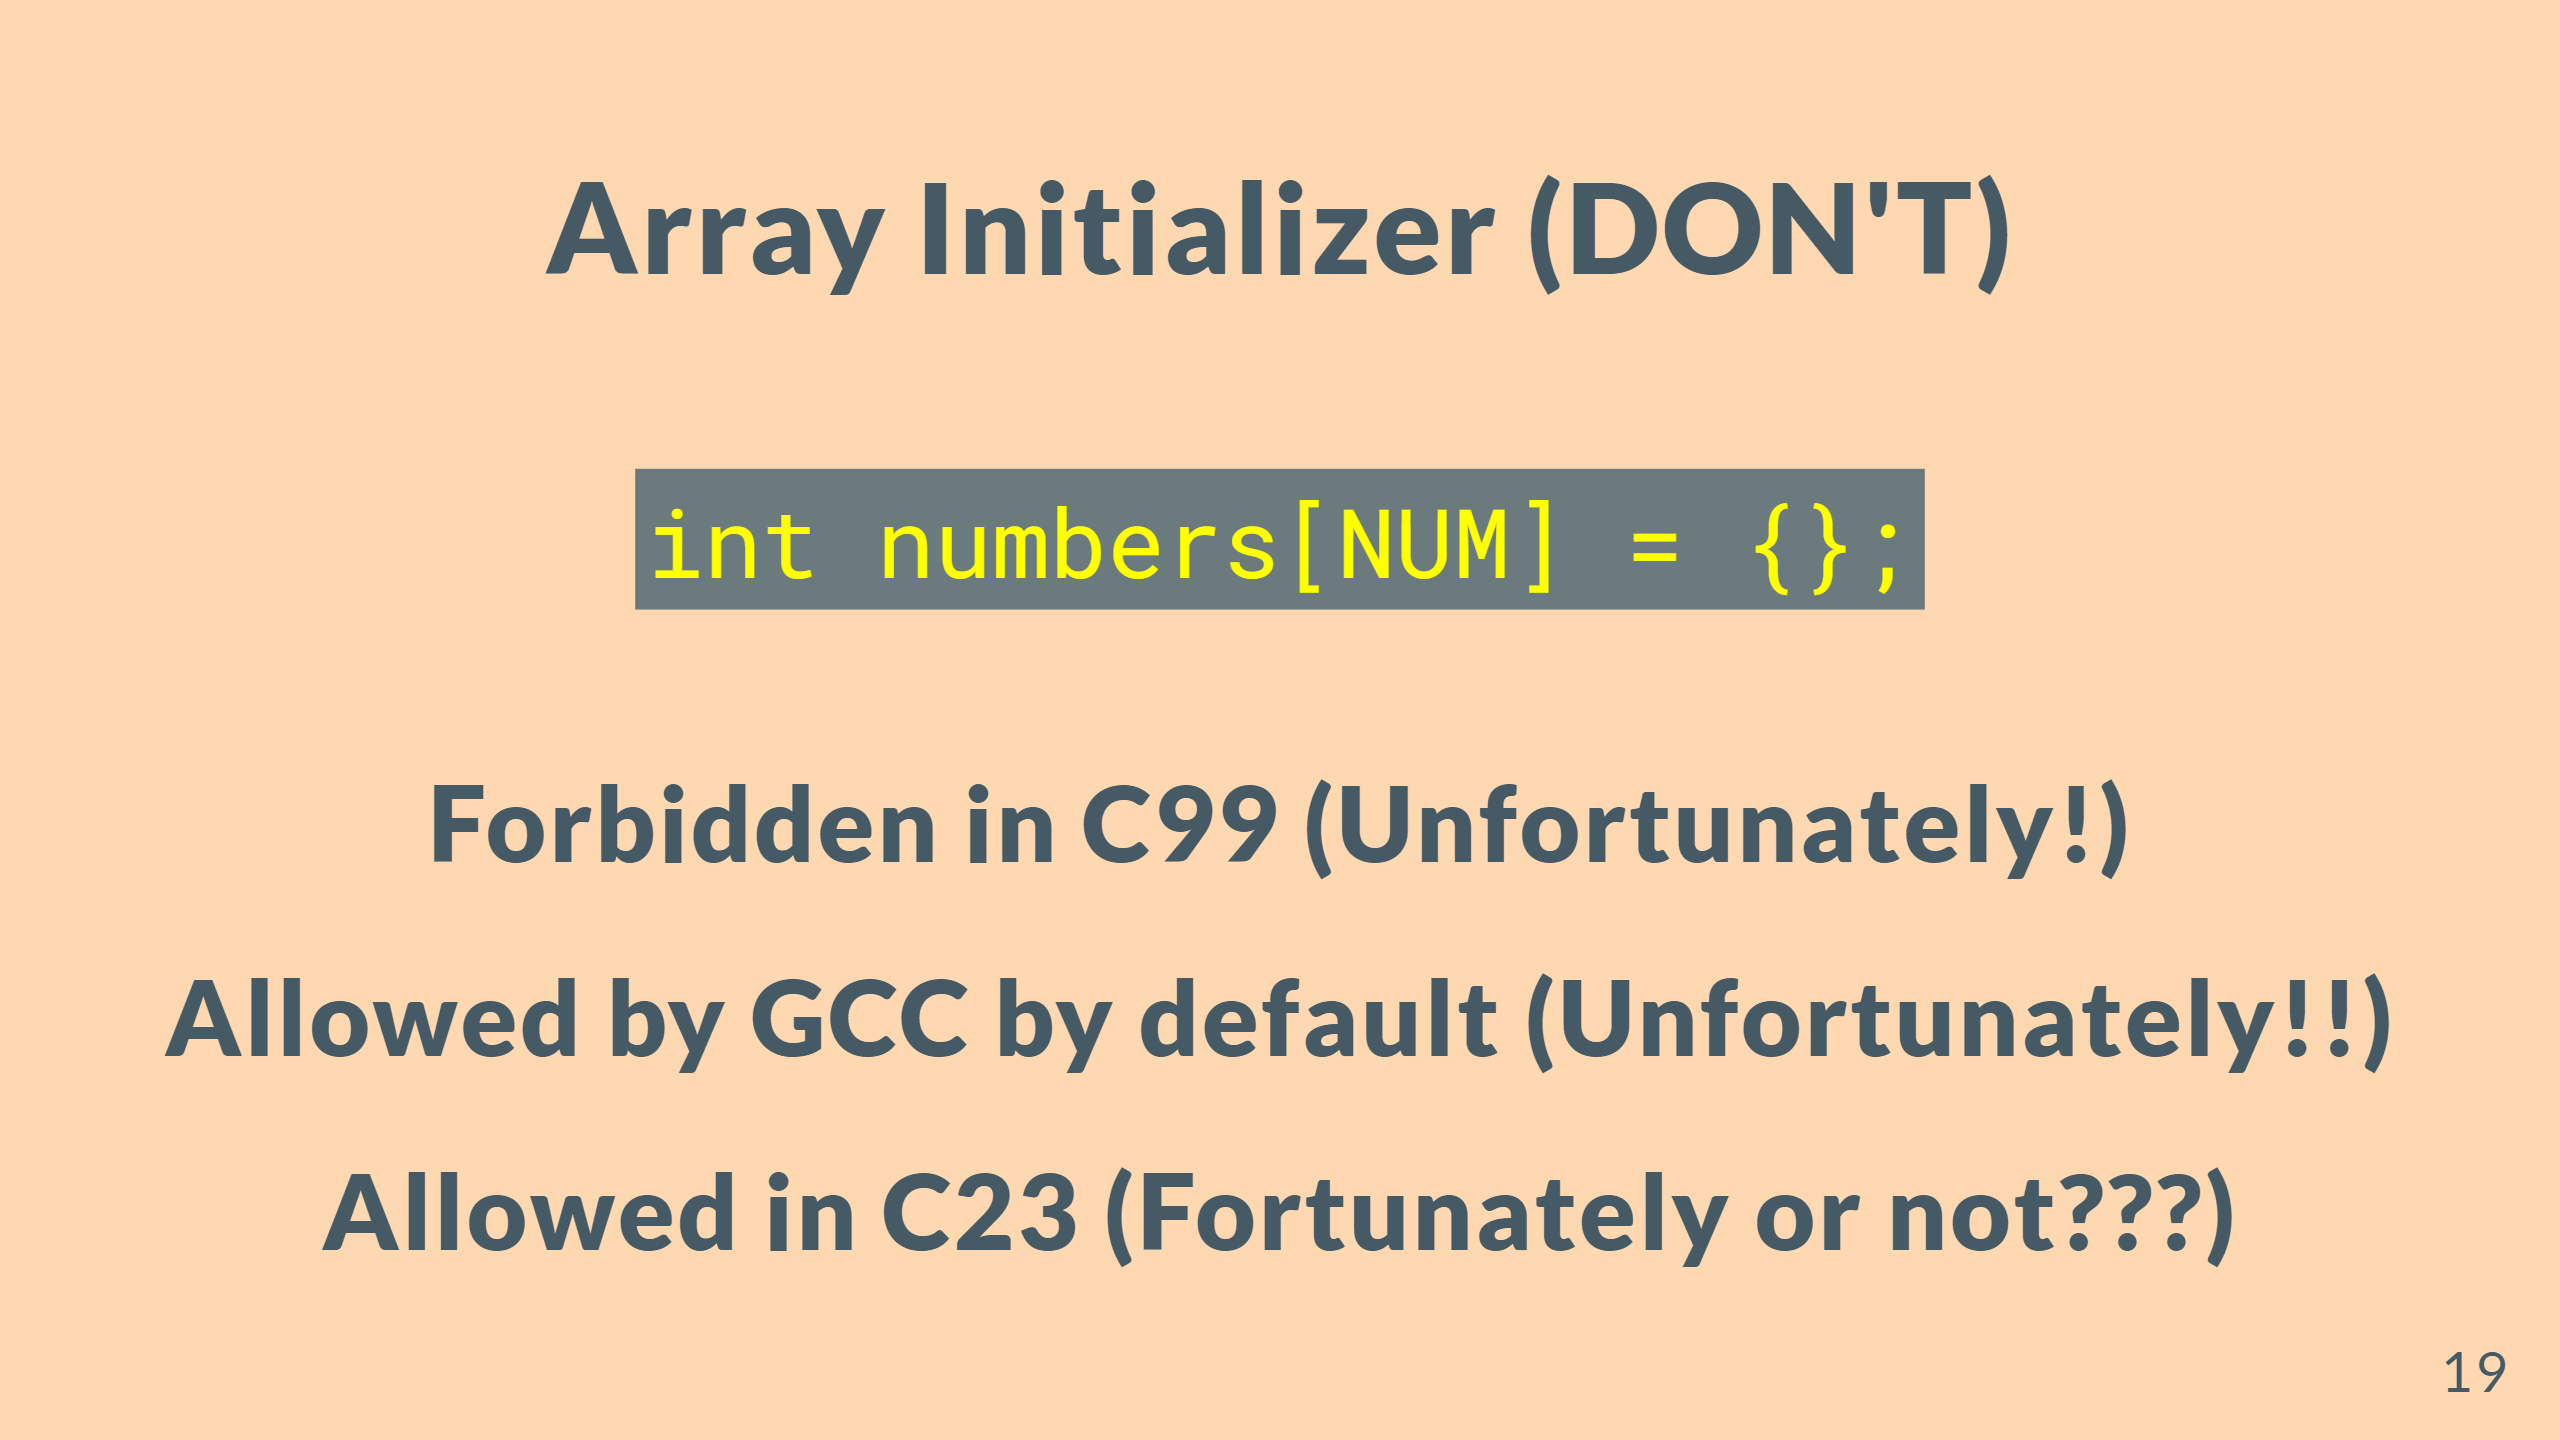 Array Initializer (DON'T)
int numbers[NUM] = {};
Forbidden in C99 (Unfortunately!)
Allowed by GCC by default (Unfortunately!!)
Allowed in C23 (Fortunately or not???)
19